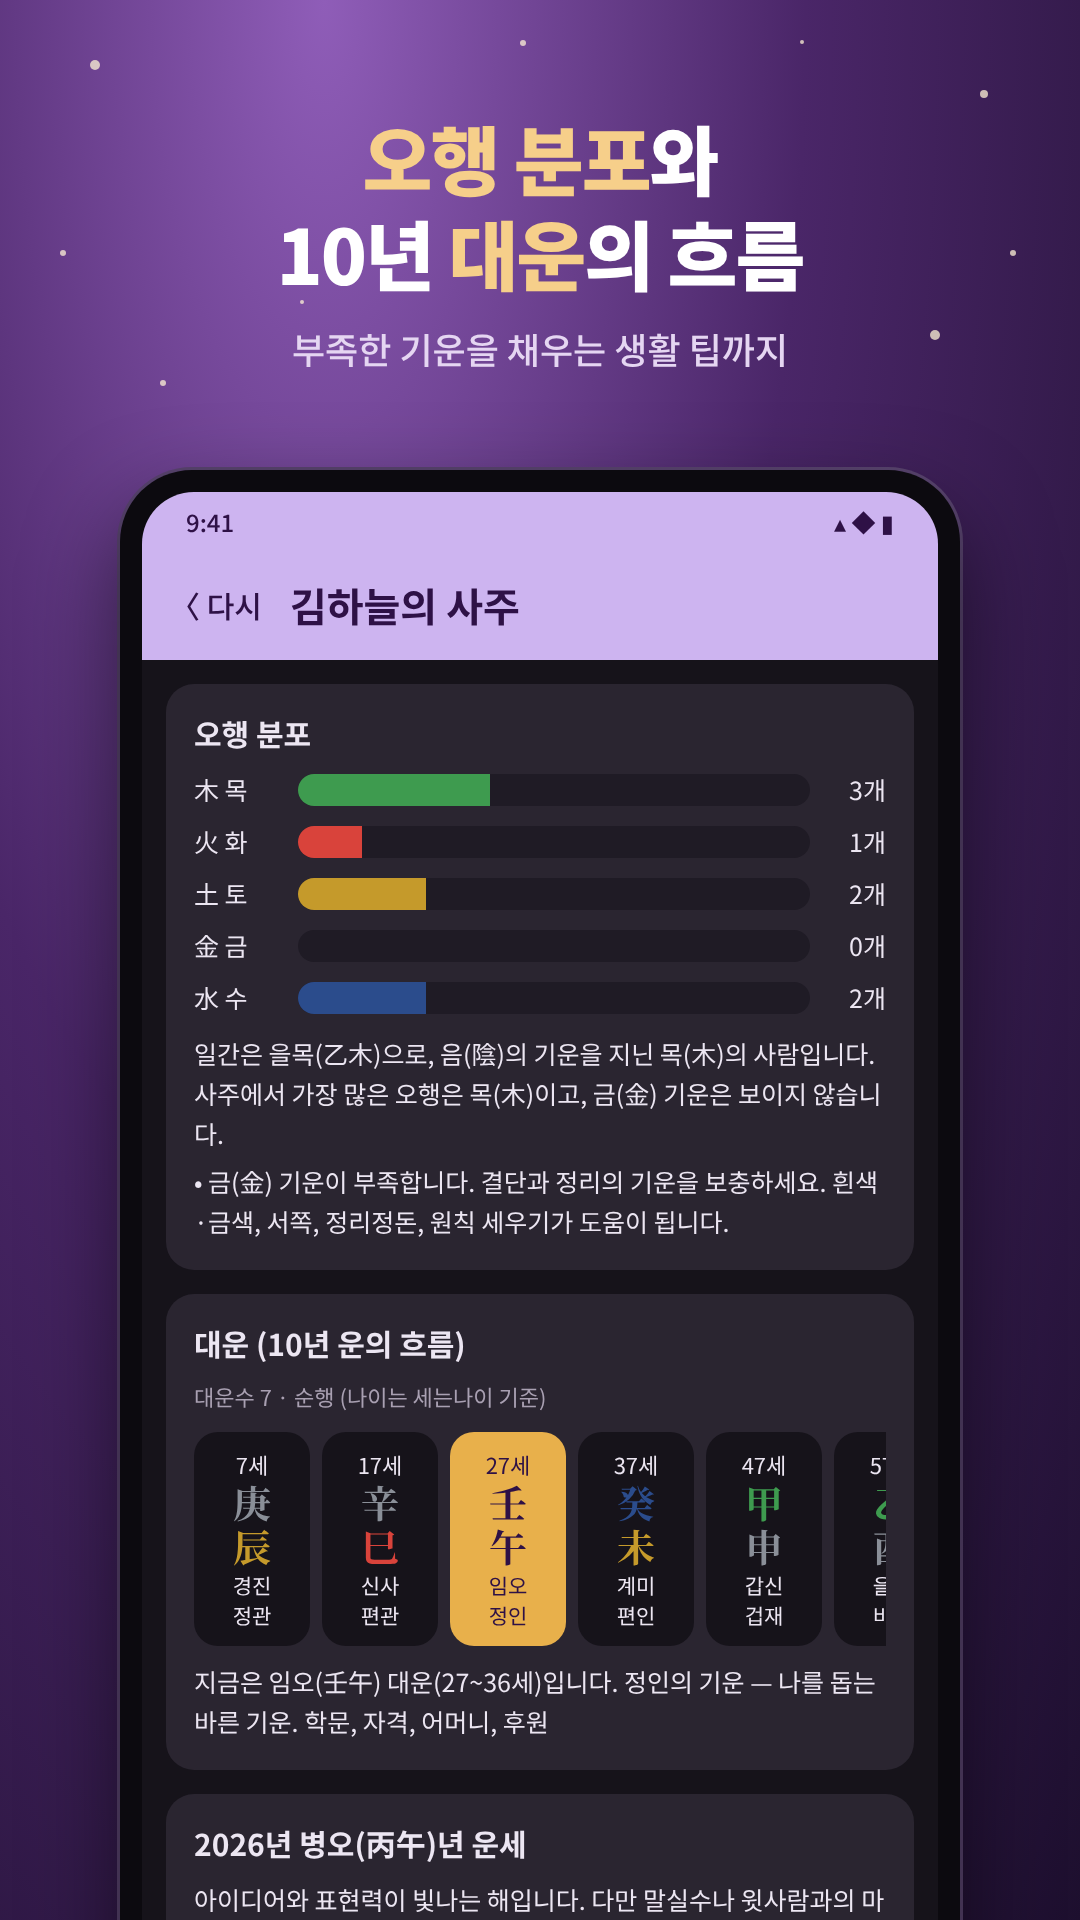 오행 분포와
10년 대운의 흐름
부족한 기운을 채우는 생활 팁까지
9:41
〈 다시 김하늘의 사주
오행 분포
木 목 3개
火 화 1개
土 토 2개
金 금 0개
水 수 2개
일간은 을목(乙木)으로, 음(陰)의 기운을 지닌 목(木)의 사람입니다.
사주에서 가장 많은 오행은 목(木)이고, 금(金) 기운은 보이지 않습니
다.
• 금(金) 기운이 부족합니다. 결단과 정리의 기운을 보충하세요. 흰색
·금색, 서쪽, 정리정돈, 원칙 세우기가 도움이 됩니다.
대운 (10년 운의 흐름)
대운수 7 · 순행 (나이는 세는나이 기준)
7세 17세 27세 37세 47세
庚 辛 壬 癸 甲
辰 巳 午 未 申
경진 신사 임오 계미 갑신
정관 편관 정인 편인 겁재
지금은 임오(壬午) 대운(27~36세)입니다. 정인의 기운 — 나를 돕는
바른 기운. 학문, 자격, 어머니, 후원
2026년 병오(丙午)년 운세
아이디어와 표현력이 빛나는 해입니다. 다만 말실수나 윗사람과의 마